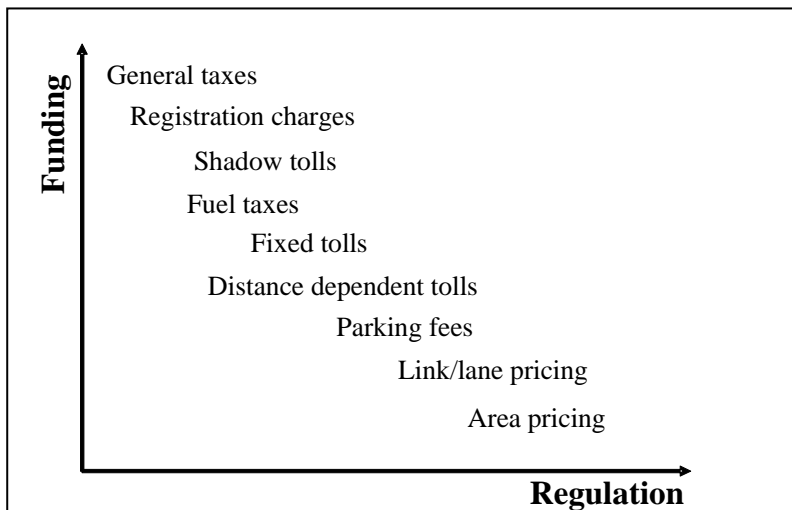 Funding
General taxes
Registration charges
Shadow tolls
Fuel taxes
Fixed tolls
Distance dependent tolls
Parking fees
Link/lane pricing
Area pricing
Regulation